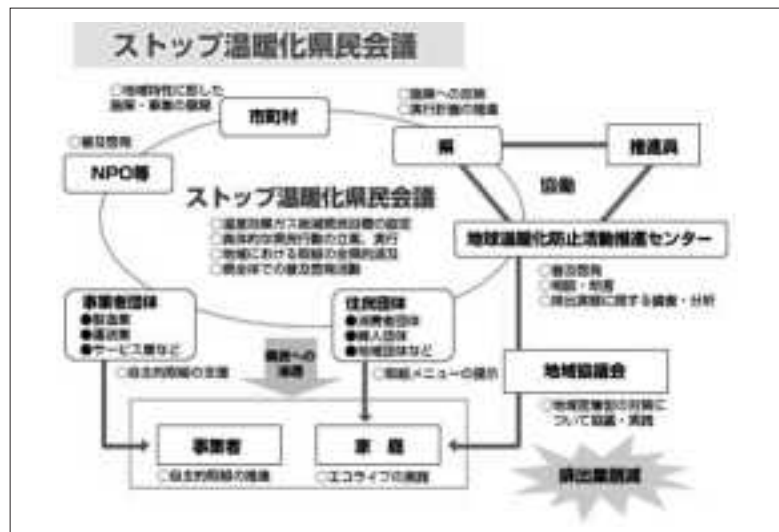 ストップ温暖化県民会議
○地域特性に応じた
施策・事業の展開
市町村
○施策への反映
○実行計画の推進
県
推進員
○普及啓発
NPO等
協働
ストップ温暖化県民会議
○温室効果ガス削減県民目標の設定
○具体的な県民行動の立案、実行
○地域における取組の全県的波及
○県全体での普及啓発活動
地球温暖化防止活動推進センター
○普及啓発
○相談・助言
○排出実態に関する調査・分析
事業者団体
●製造業
●運送業
●サービス業など
○自主的取組の支援
住民団体
●消費者団体
●婦人団体
●地域団体など
○取組メニューの提示
県民への
浸透
地域協議会
○地域密着型の対策に
ついて協議・実践
事業者
○自主的取組の推進
家庭
○エコライフの実践
排出量削減